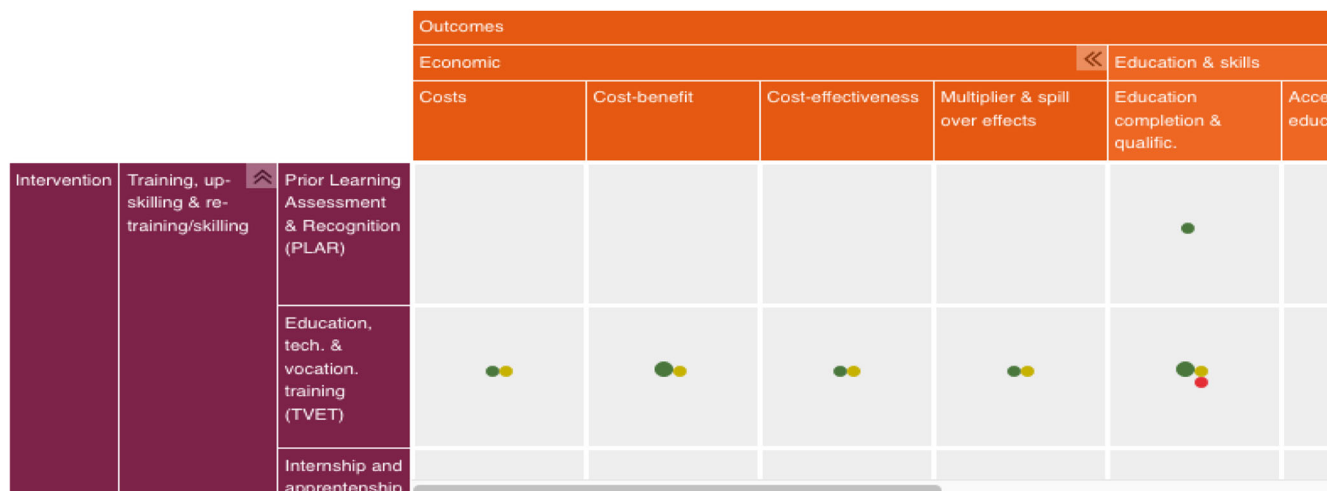 Outcomes
Economic
Education & skills
Costs
Cost-benefit
Cost-effectiveness
Multiplier & spill
over effects
Education
completion &
qualific.
Intervention
Training, up-
skilling & re-
training/skilling
Prior Learning
Assessment
& Recognition
(PLAR)
Education,
tech. &
vocation.
training
(TVET)
Internship and
apprentenship